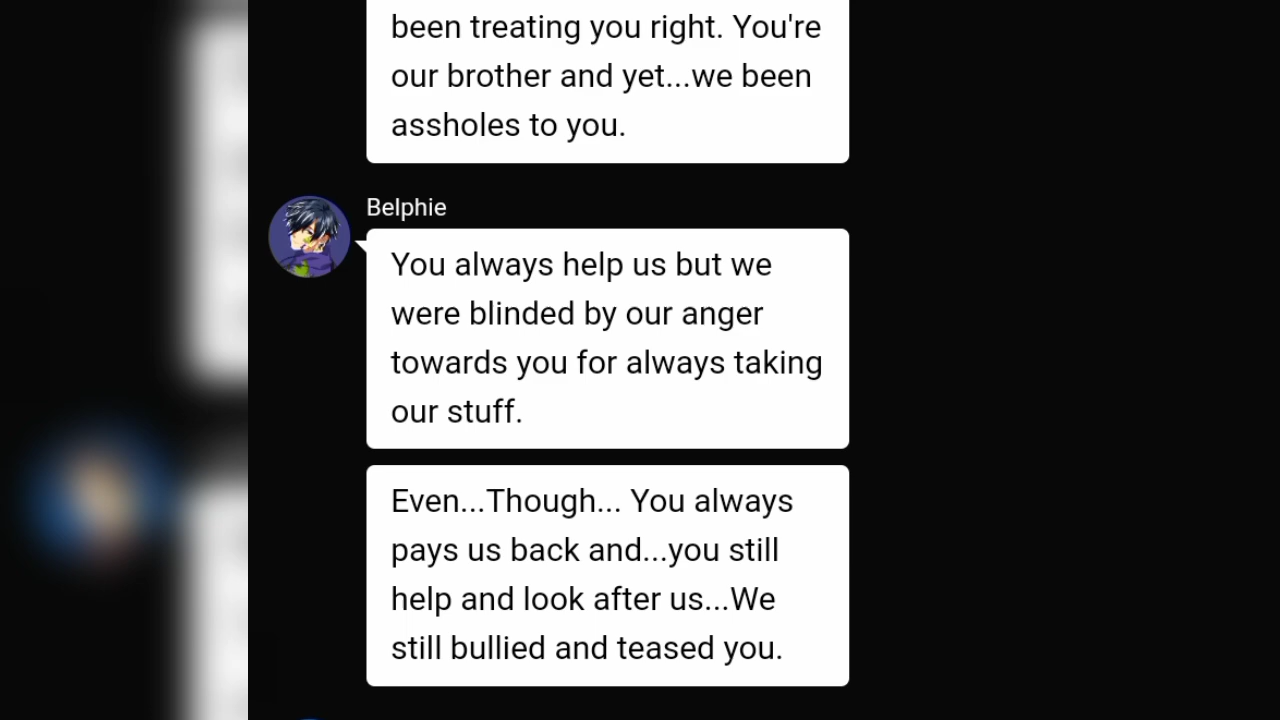 been treating you right. You're
our brother and yet...we been
assholes to you.
Belphie
You always help us but we
were blinded by our anger
towards you for always taking
our stuff.
Even...Though... You always
pays us back and...you still
help and look after us...We
still bullied and teased you.